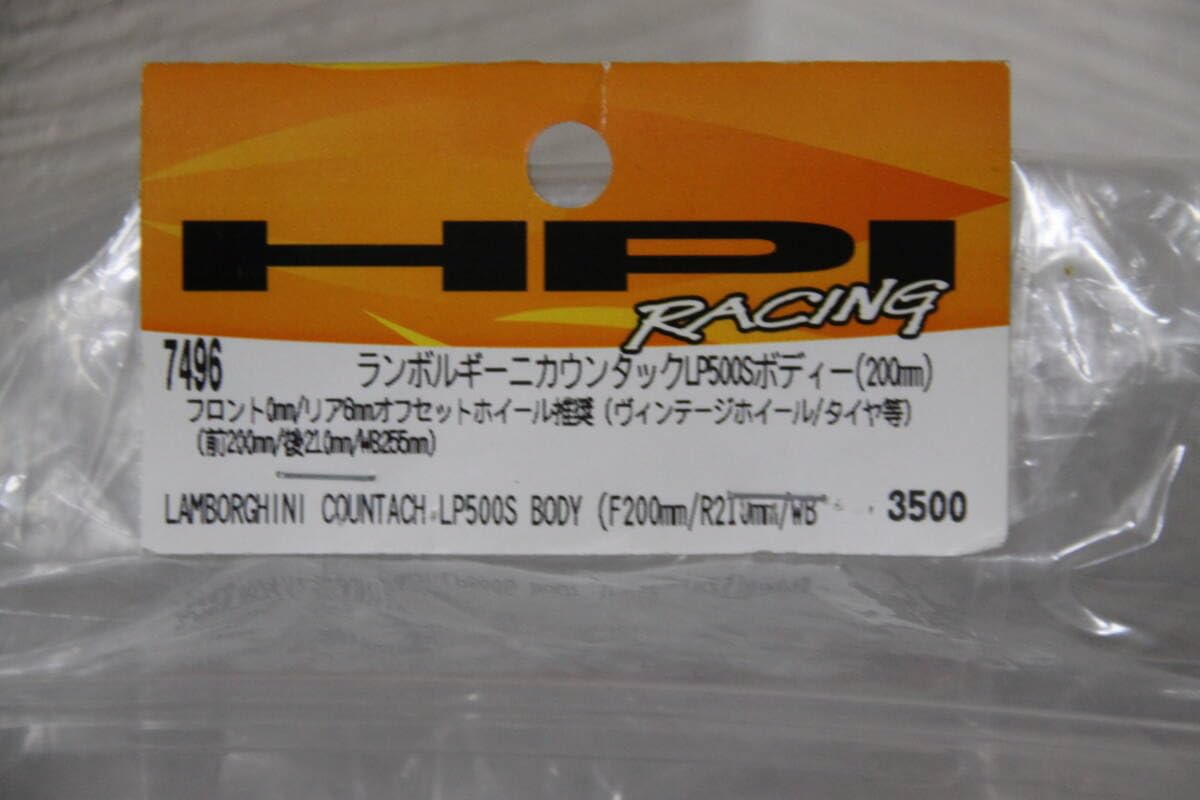 HPI
RACING
7496 ランボルギーニカウンタックLP500Sボディー(200mm)
フロント0mm/リア6mmオフセットホイール推奨 (ヴィンテージホイール/タイヤ等)
(前200mm/後210mm/WB255mm)
LAMBORGHINI COUNTACH LP500S BODY (F200mm/R210mm/WB 3500